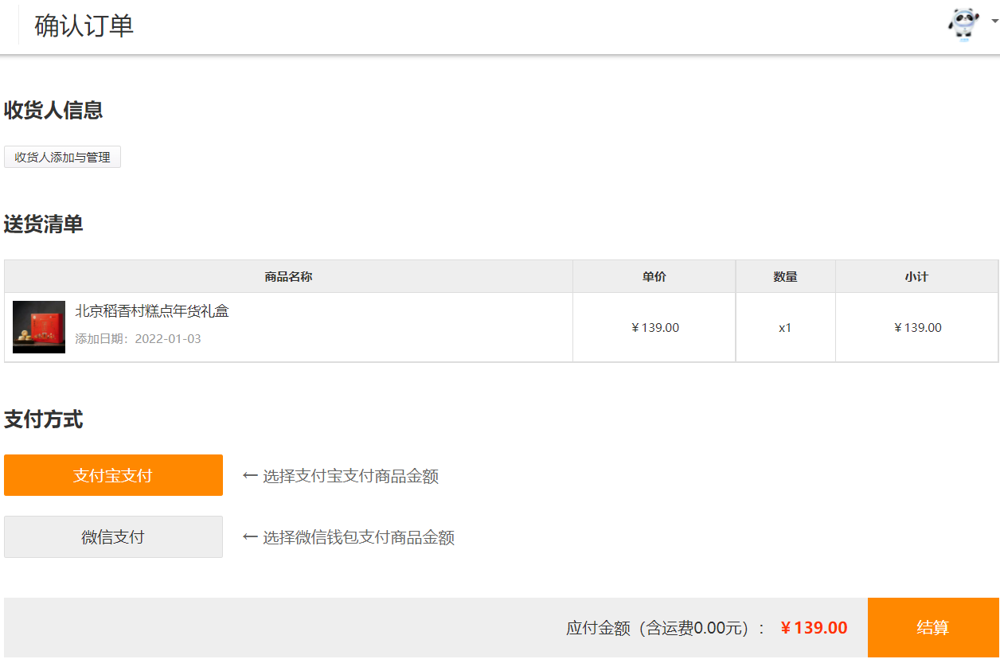 确认订单
收货人信息
收货人添加与管理
送货清单
商品名称 单价 数量 小计
北京稻香村糕点年货礼盒
添加日期：2022-01-03
¥139.00 x1 ¥139.00
支付方式
支付宝支付 ← 选择支付宝支付商品金额
微信支付 ← 选择微信钱包支付商品金额
应付金额（含运费0.00元）： ¥139.00 结算